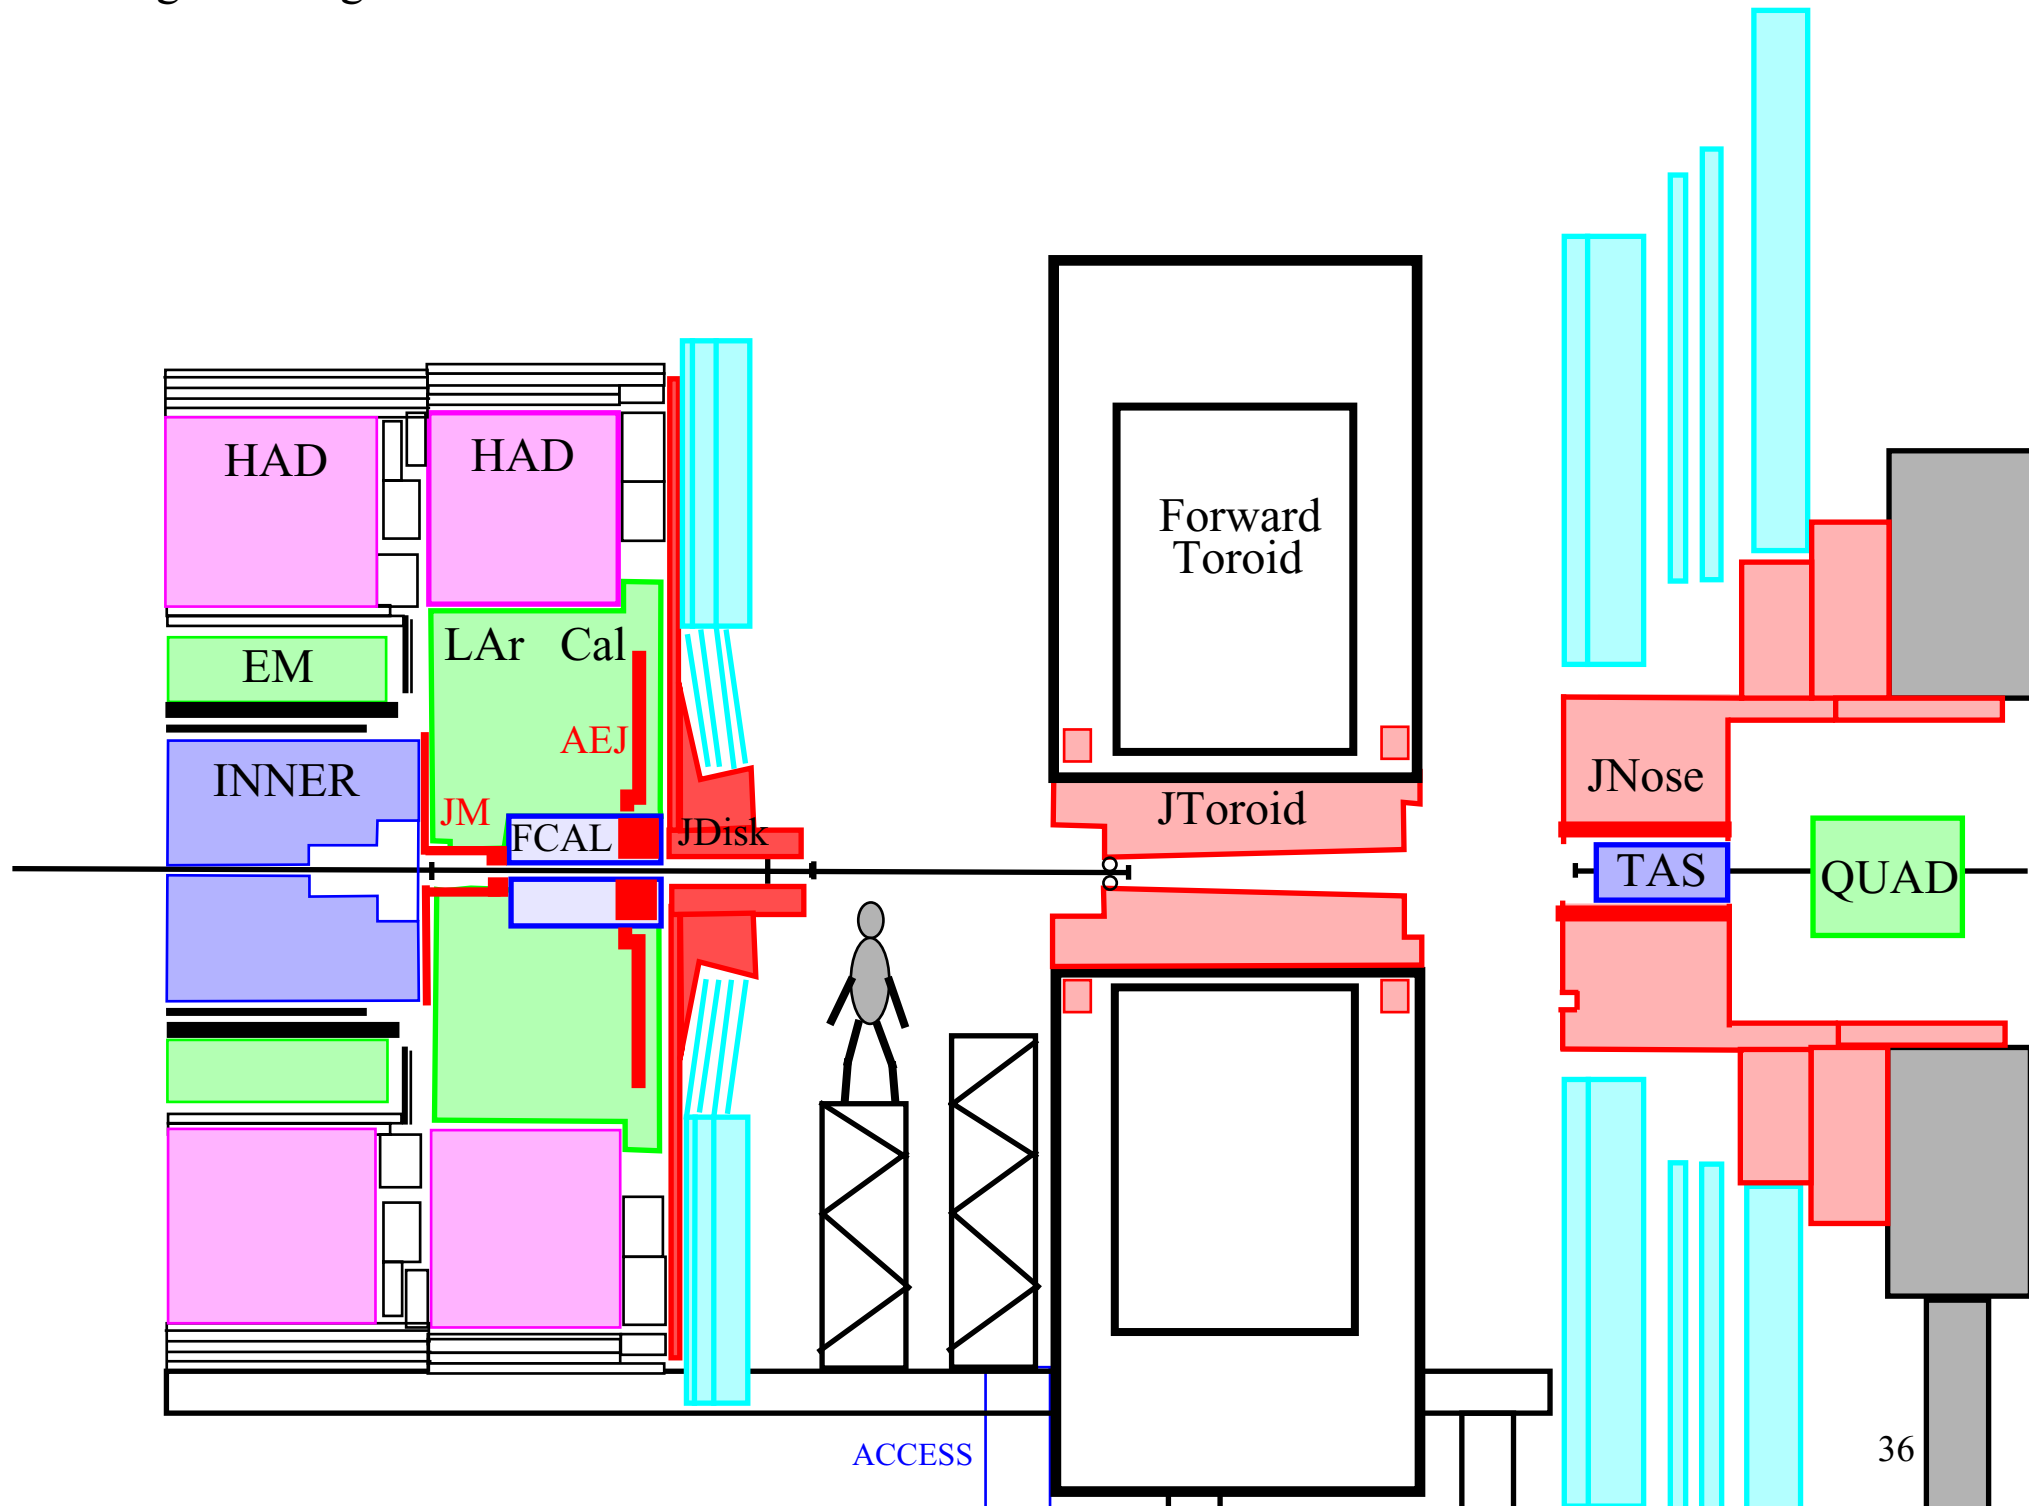 HAD
HAD
Forward
Toroid
LAr Cal
EM
AEJ
INNER
JM
JNose
JToroid
FCAL
JDisk
TAS
QUAD
ACCESS
36